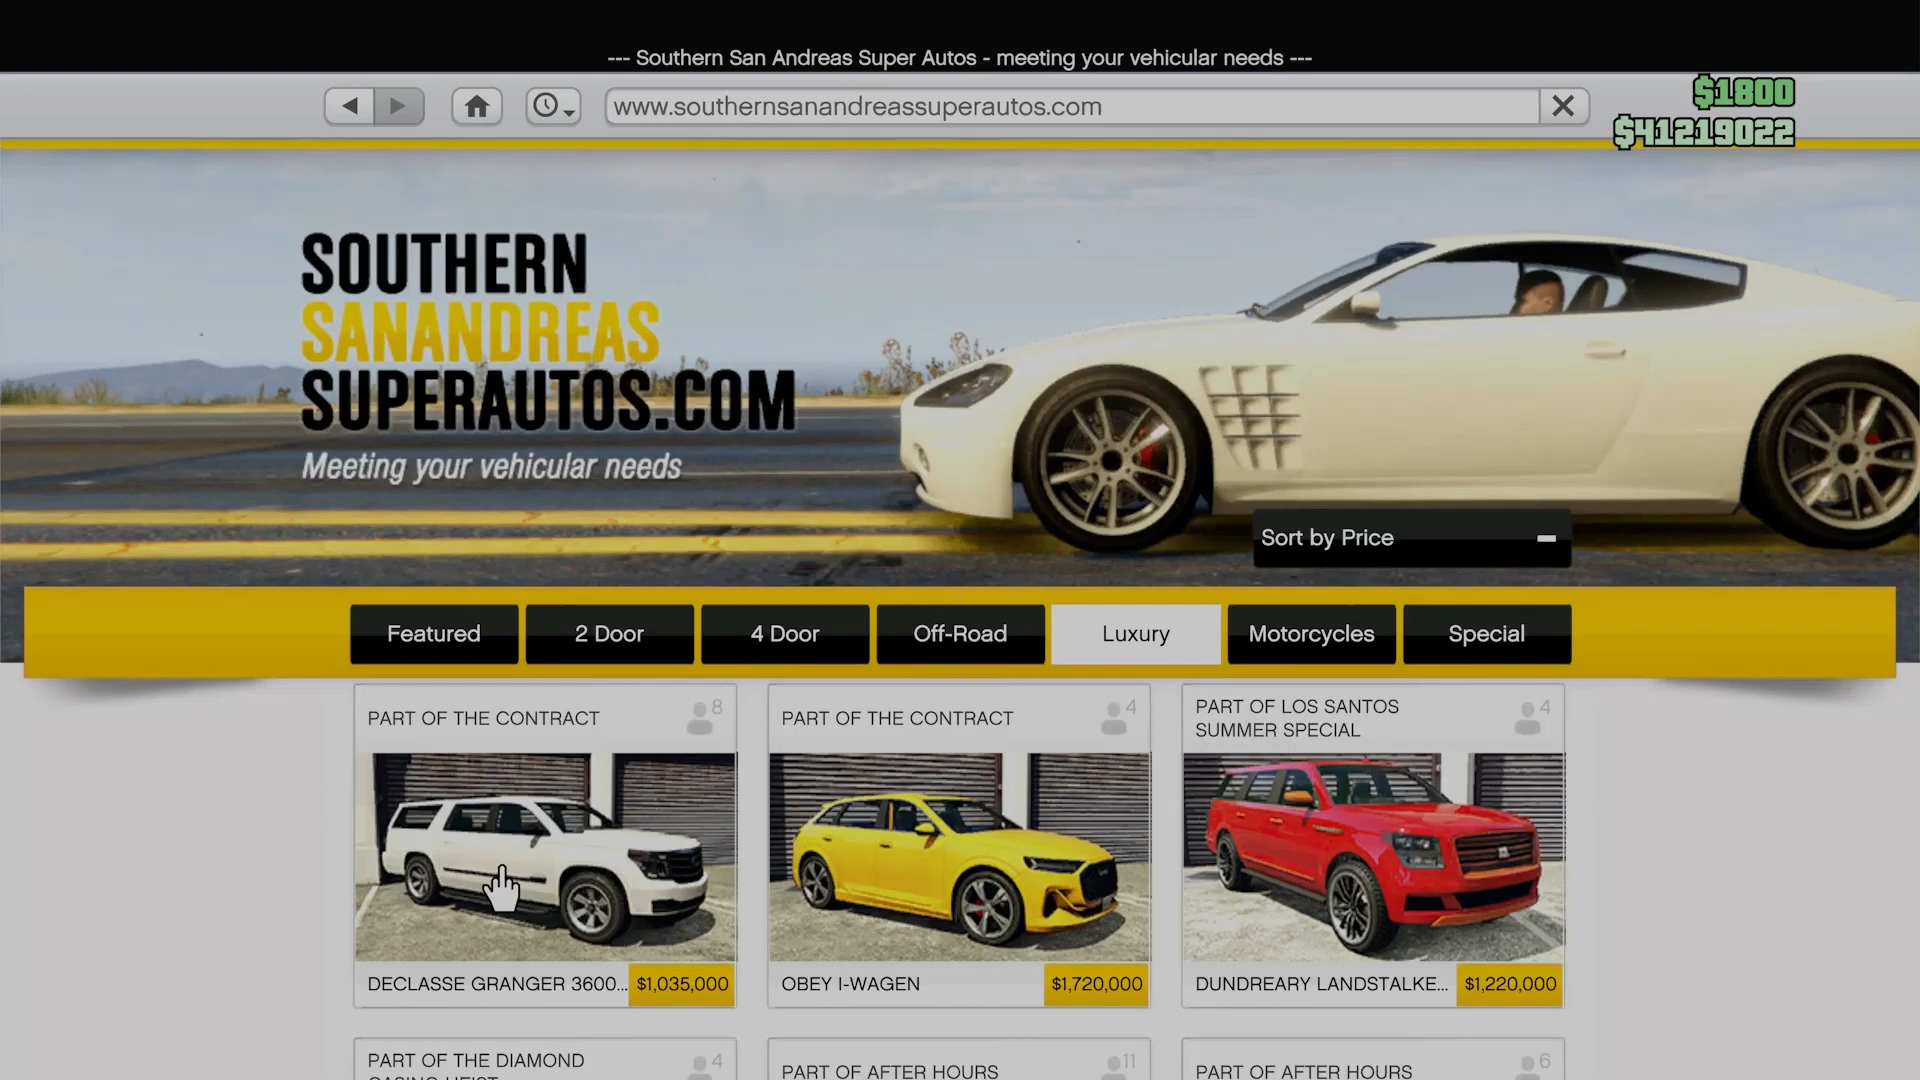 --- Southern San Andreas Super Autos - meeting your vehicular needs ---
www.southernsanandreassuperautos.com
$1800
$41219022
SOUTHERN
SANANDREAS
SUPERAUTOS.COM
Meeting your vehicular needs
Sort by Price
Featured
2 Door
4 Door
Off-Road
Luxury
Motorcycles
Special
PART OF THE CONTRACT
8
DECLASSE GRANGER 3600...
$1,035,000
PART OF THE CONTRACT
4
OBEY I-WAGEN
$1,720,000
PART OF LOS SANTOS
SUMMER SPECIAL
4
DUNDREARY LANDSTALKE...
$1,220,000
PART OF THE DIAMOND
CASINO HEIST
4
PART OF AFTER HOURS
11
PART OF AFTER HOURS
6